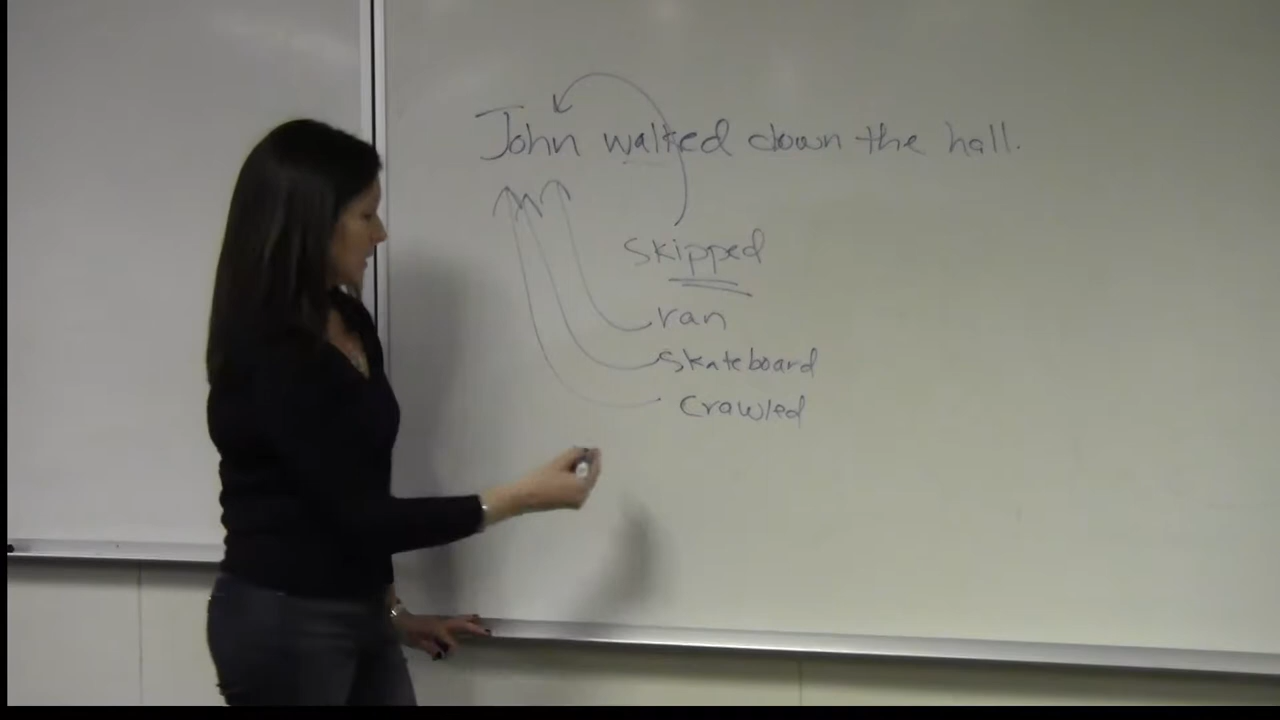 John walked down the hall.
skipped
ran
skateboard
crawled